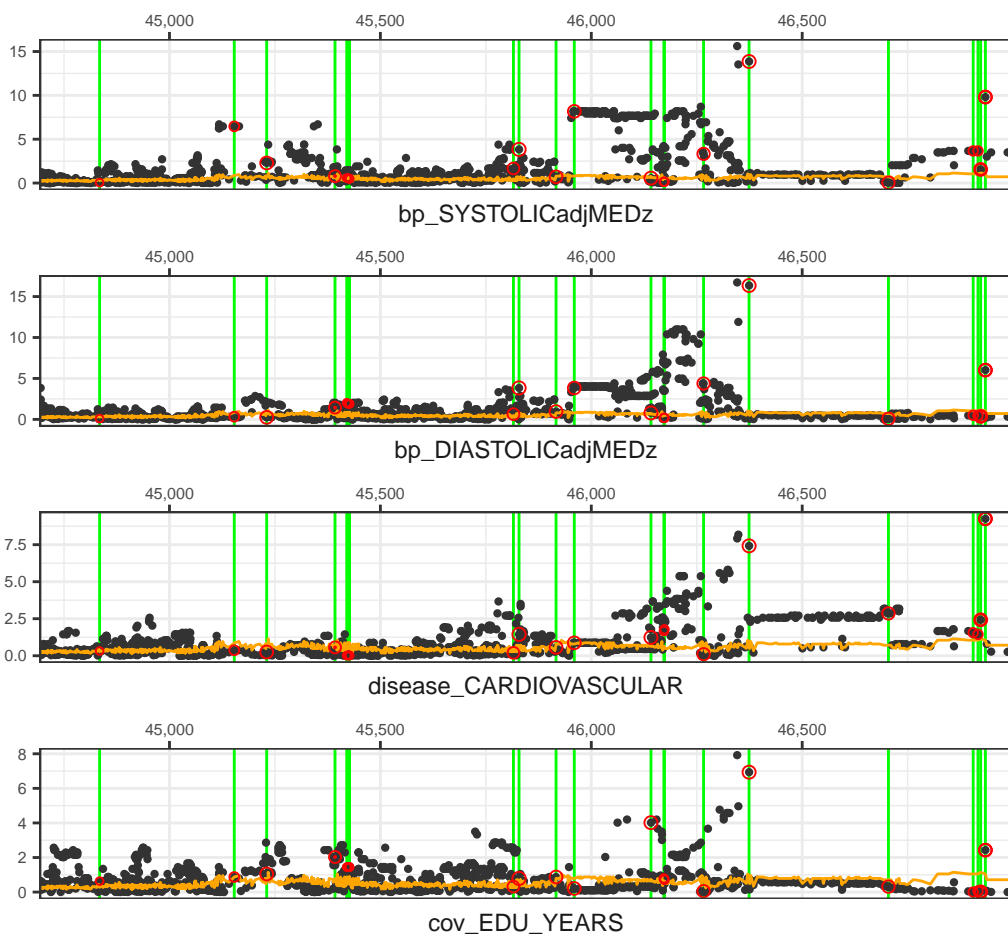 45,000 45,500 46,000 46,500
15
10
5
0
bp_SYSTOLICadjMEDz
45,000 45,500 46,000 46,500
15
10
5
0
bp_DIASTOLICadjMEDz
45,000 45,500 46,000 46,500
7.5
5.0
2.5
0.0
disease_CARDIOVASCULAR
45,000 45,500 46,000 46,500
8
6
4
2
0
cov_EDU_YEARS